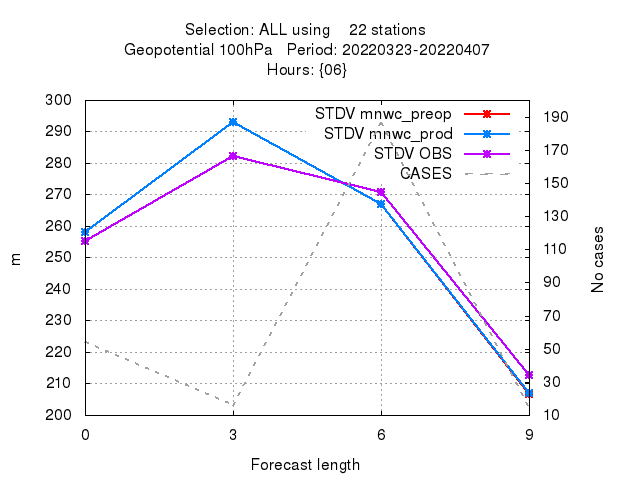 Selection: ALL using    22 stations
Geopotential 100hPa   Period: 20220323-20220407
Hours: {06}
STDV mnwc_preop
STDV mnwc_prod
STDV OBS
CASES
300
290
280
270
260
250
240
230
220
210
200
190
170
150
130
110
90
70
50
30
10
m
No cases
0 3 6 9
Forecast length